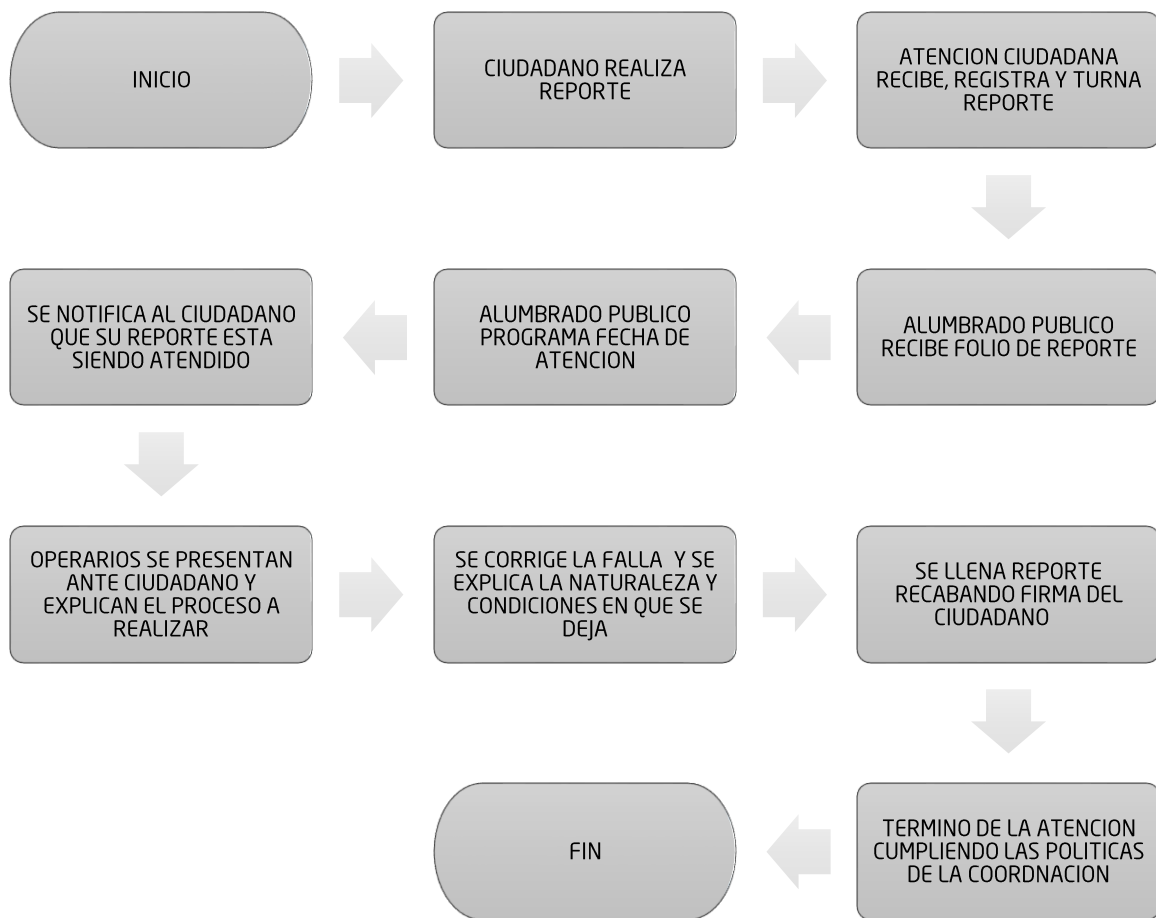 INICIO
CIUDADANO REALIZA
REPORTE
ATENCION CIUDADANA
RECIBE, REGISTRA Y TURNA
REPORTE
ALUMBRADO PUBLICO
RECIBE FOLIO DE REPORTE
ALUMBRADO PUBLICO
PROGRAMA FECHA DE
ATENCION
SE NOTIFICA AL CIUDADANO
QUE SU REPORTE ESTA
SIENDO ATENDIDO
OPERARIOS SE PRESENTAN
ANTE CIUDADANO Y
EXPLICAN EL PROCESO A
REALIZAR
SE CORRIGE LA FALLA Y SE
EXPLICA LA NATURALEZA Y
CONDICIONES EN QUE SE
DEJA
SE LLENA REPORTE
RECABANDO FIRMA DEL
CIUDADANO
TERMINO DE LA ATENCION
CUMPLIENDO LAS POLITICAS
DE LA COORDNACION
FIN